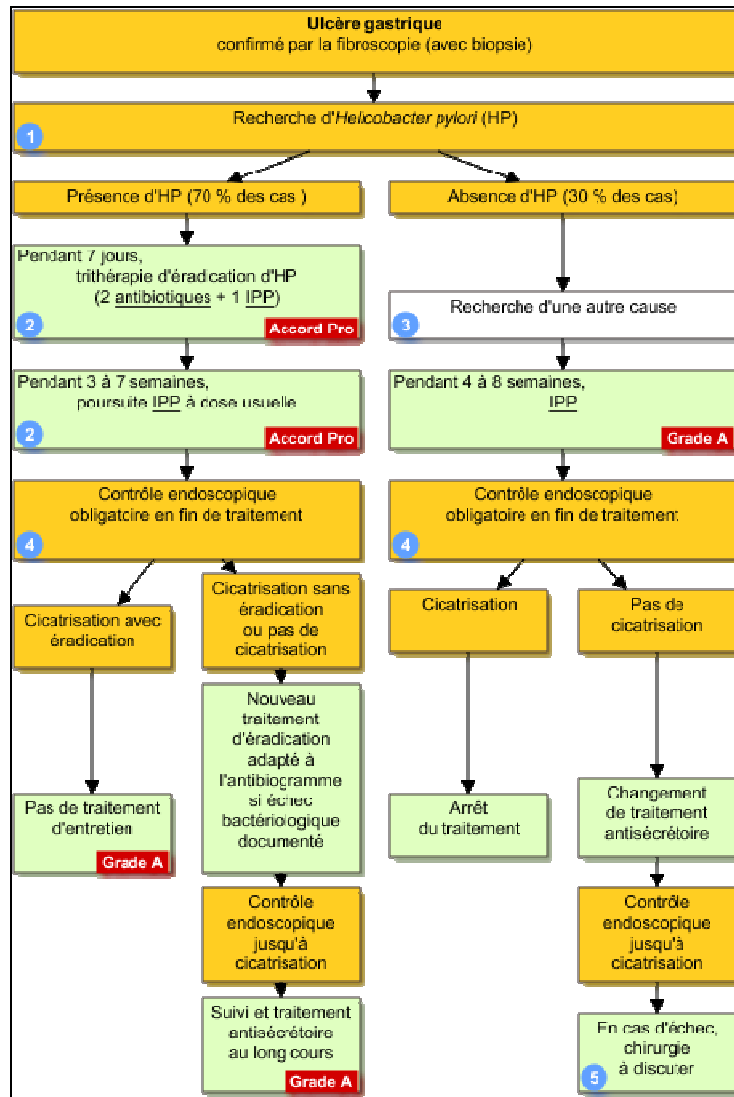 Ulcère gastrique
confirmé par la fibroscopie (avec biopsie)
Recherche d'Helicobacter pylori (HP)
1
Présence d'HP (70 % des cas )
Absence d'HP (30 % des cas)
Pendant 7 jours,
trithérapie d'éradication d'HP
(2 antibiotiques + 1 IPP)
2
Accord Pro
Recherche d'une autre cause
3
Pendant 3 à 7 semaines,
poursuite IPP à dose usuelle
2
Accord Pro
Pendant 4 à 8 semaines,
IPP
Grade A
Contrôle endoscopique
obligatoire en fin de traitement
4
Contrôle endoscopique
obligatoire en fin de traitement
4
Cicatrisation avec
éradication
Cicatrisation sans
éradication
ou pas de
cicatrisation
Cicatrisation
Pas de
cicatrisation
Nouveau
traitement
d'éradication
adapté à
l'antibiogramme
si échec
bactériologique
documenté
Pas de traitement
d'entretien
Grade A
Arrêt
du traitement
Changement
de traitement
antisécrétoire
Contrôle
endoscopique
jusqu'à
cicatrisation
Contrôle
endoscopique
jusqu'à
cicatrisation
Suivi et traitement
antisécrétoire
au long cours
Grade A
En cas d'échec,
chirurgie
à discuter
5